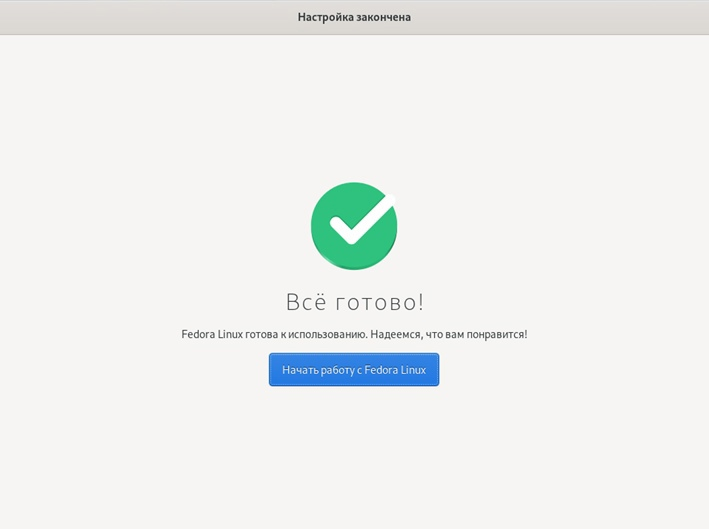 Настройка закончена
Всё готово!
Fedora Linux готова к использованию. Надеемся, что вам понравится!
Начать работу с Fedora Linux